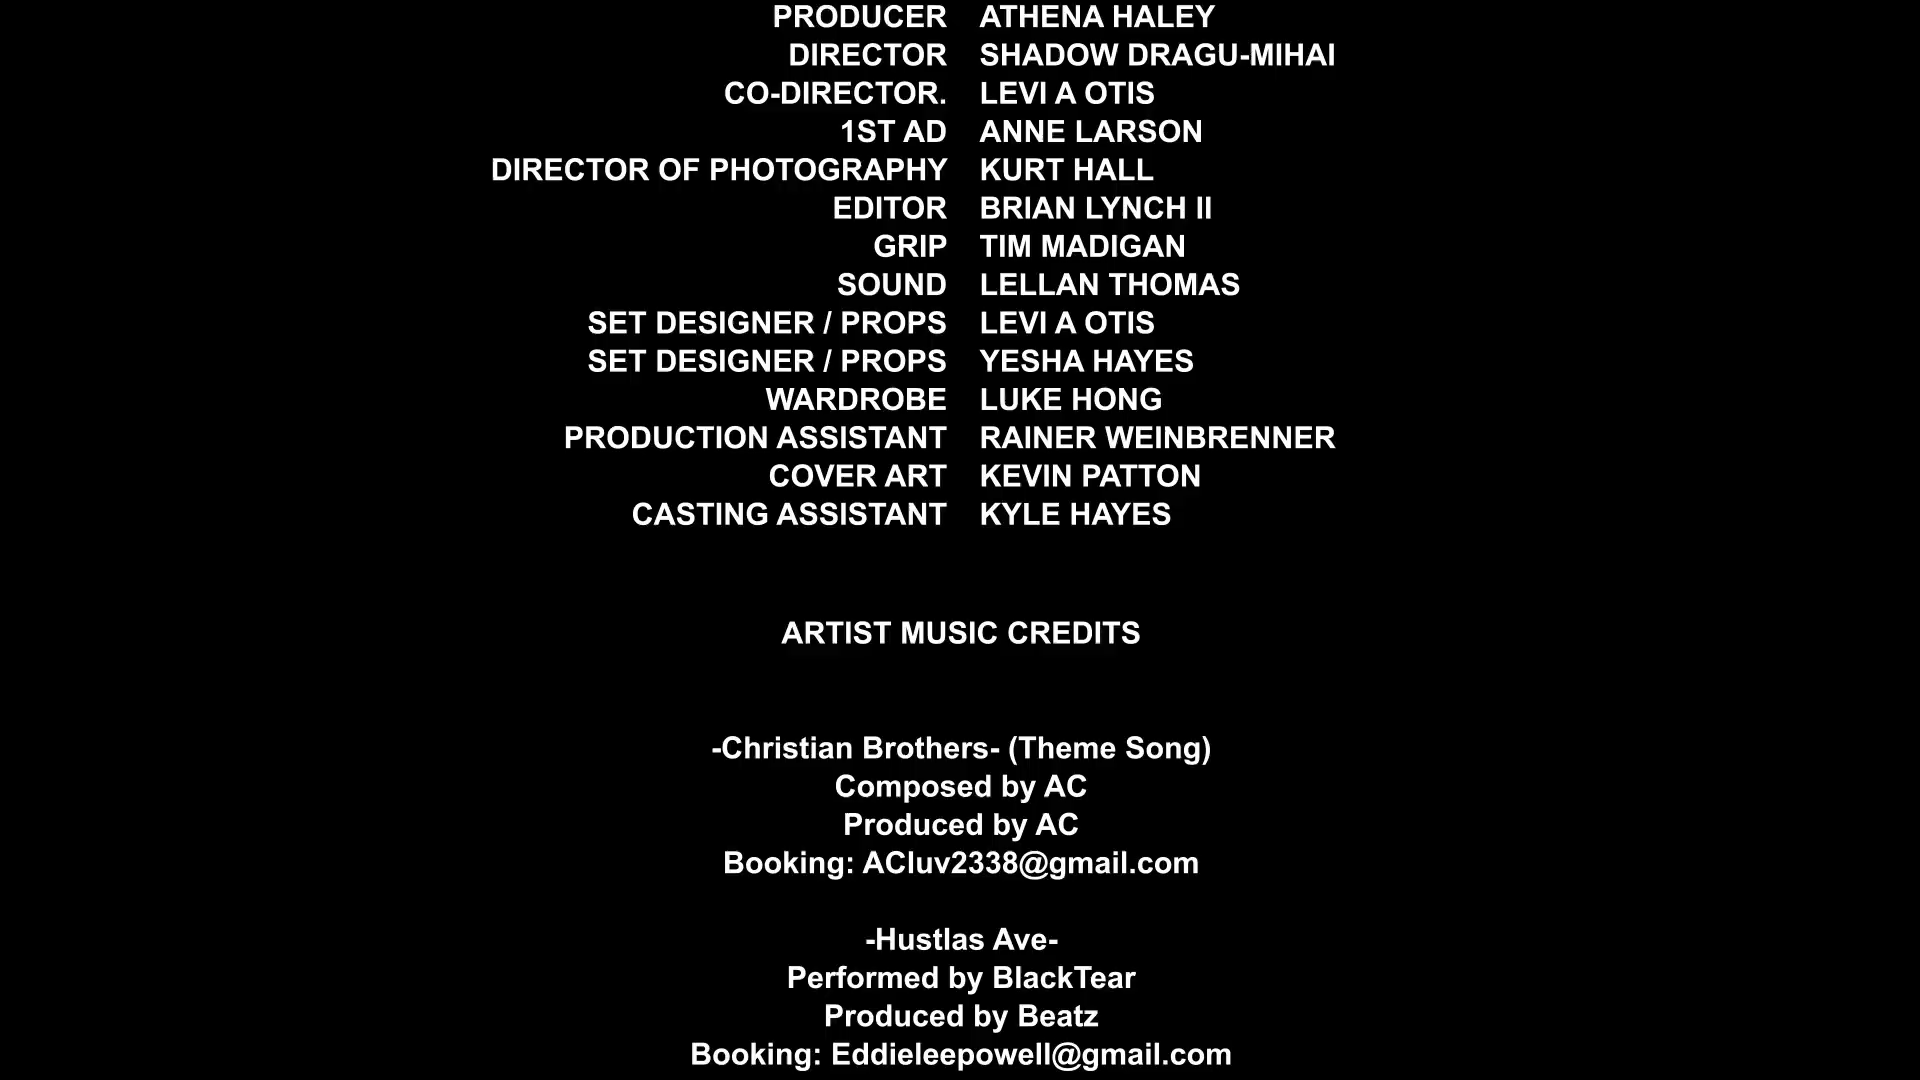 PRODUCER ATHENA HALEY
DIRECTOR SHADOW DRAGU-MIHAI
CO-DIRECTOR. LEVI A OTIS
1ST AD ANNE LARSON
DIRECTOR OF PHOTOGRAPHY KURT HALL
EDITOR BRIAN LYNCH II
GRIP TIM MADIGAN
SOUND LELLAN THOMAS
SET DESIGNER / PROPS LEVI A OTIS
SET DESIGNER / PROPS YESHA HAYES
WARDROBE LUKE HONG
PRODUCTION ASSISTANT RAINER WEINBRENNER
COVER ART KEVIN PATTON
CASTING ASSISTANT KYLE HAYES
ARTIST MUSIC CREDITS
-Christian Brothers- (Theme Song)
Composed by AC
Produced by AC
Booking: ACluv2338@gmail.com
-Hustlas Ave-
Performed by BlackTear
Produced by Beatz
Booking: Eddieleepowell@gmail.com